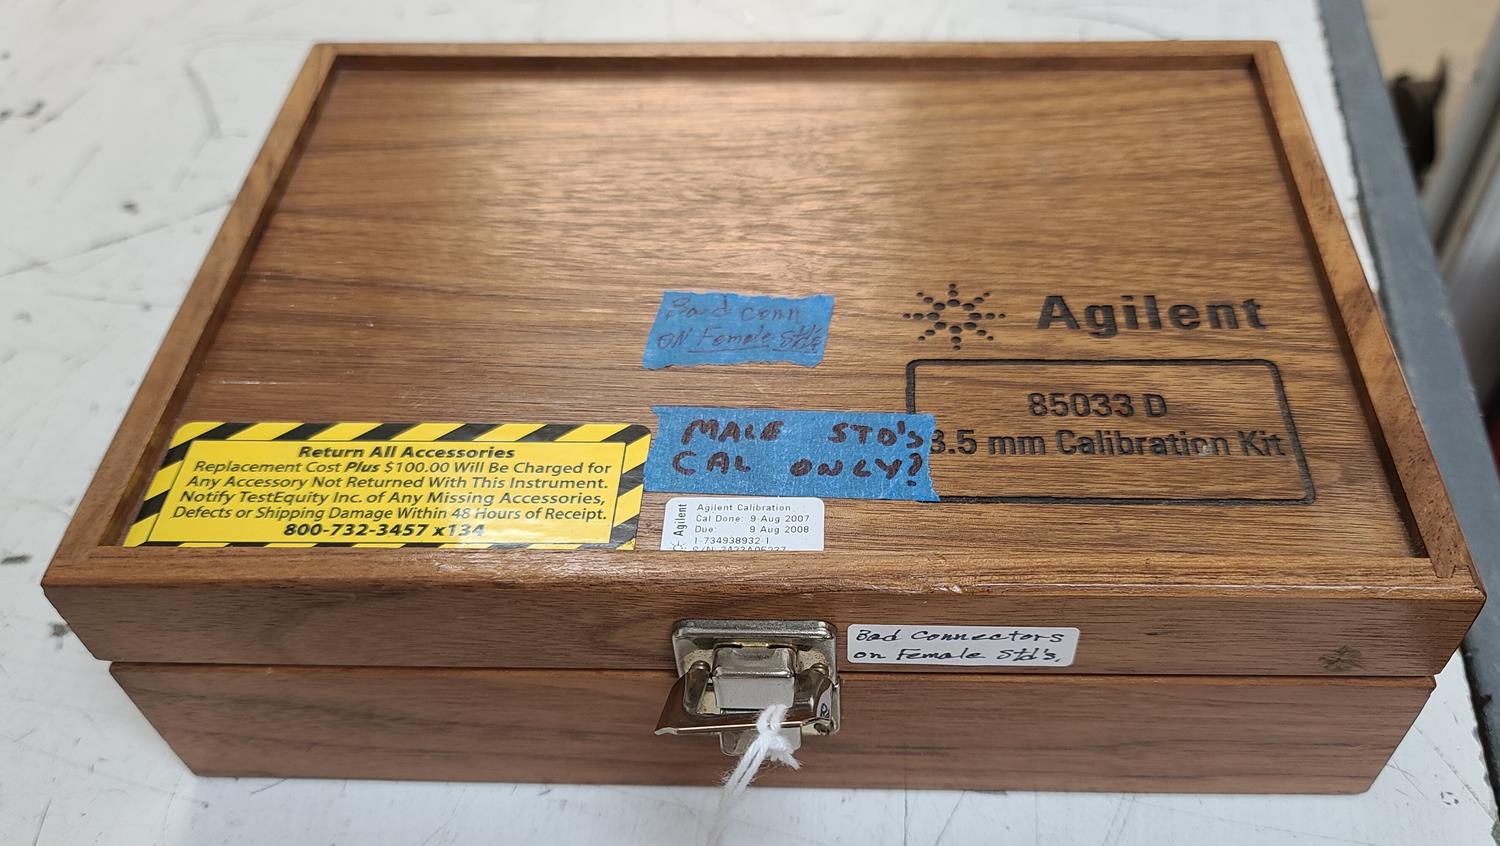 Bad conn
ON Female Std's
Agilent
85033 D
3.5 mm Calibration Kit
MALE STD'S
CAL ONLY?
Return All Accessories
Replacement Cost Plus $100.00 Will Be Charged for
Any Accessory Not Returned With This Instrument.
Notify TestEquity Inc. of Any Missing Accessories,
Defects or Shipping Damage Within 48 Hours of Receipt.
800-732-3457 x134
Agilent
Agilent Calibration
Cal Done: 9 Aug 2007
Due: 9 Aug 2008
1-734938932-1
S/N
Bad Connectors
on Female Std's,